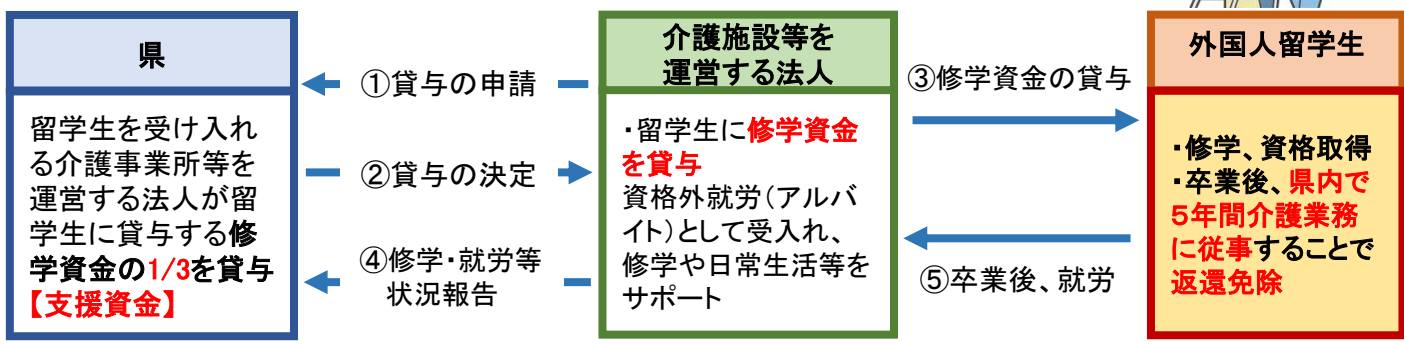 県
留学生を受け入れ
る介護事業所等を
運営する法人が留
学生に貸与する修
学資金の1/3を貸与
【支援資金】
①貸与の申請
②貸与の決定
④修学・就労等
状況報告
介護施設等を
運営する法人
・留学生に修学資金
を貸与
資格外就労(アルバ
イト)として受入れ、
修学や日常生活等を
サポート
③修学資金の貸与
⑤卒業後、就労
外国人留学生
・修学、資格取得
・卒業後、県内で
5年間介護業務
に従事することで
返還免除